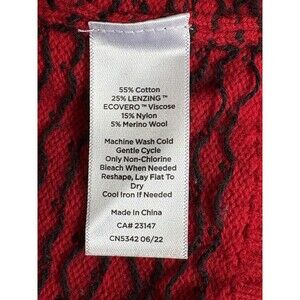 55% Cotton
25% LENZING™
ECOVERO™ Viscose
15% Nylon
5% Merino Wool
Machine Wash Cold
Gentle Cycle
Only Non-Chlorine
Bleach When Needed
Reshape, Lay Flat To
Dry
Cool Iron If Needed
Made In China
CA# 23147
CN5342 06/22